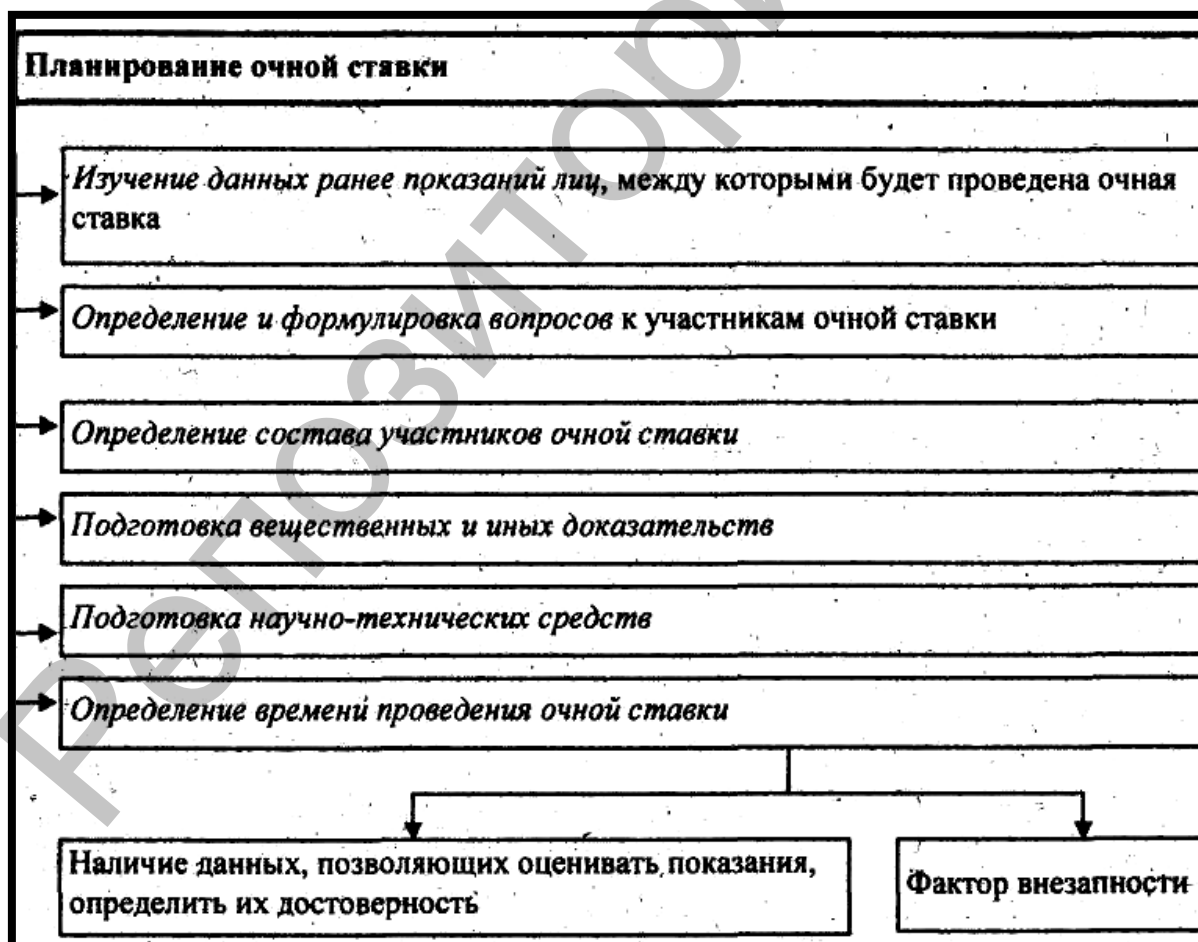 Планирование очной ставки
Изучение данных ранее показаний лиц, между которыми будет проведена очная
ставка
Определение и формулировка вопросов к участникам очной ставки
Определение состава участников очной ставки
Подготовка вещественных и иных доказательств
Подготовка научно-технических средств
Определение времени проведения очной ставки
Наличие данных, позволяющих оценивать показания,
определить их достоверность
Фактор внезапности